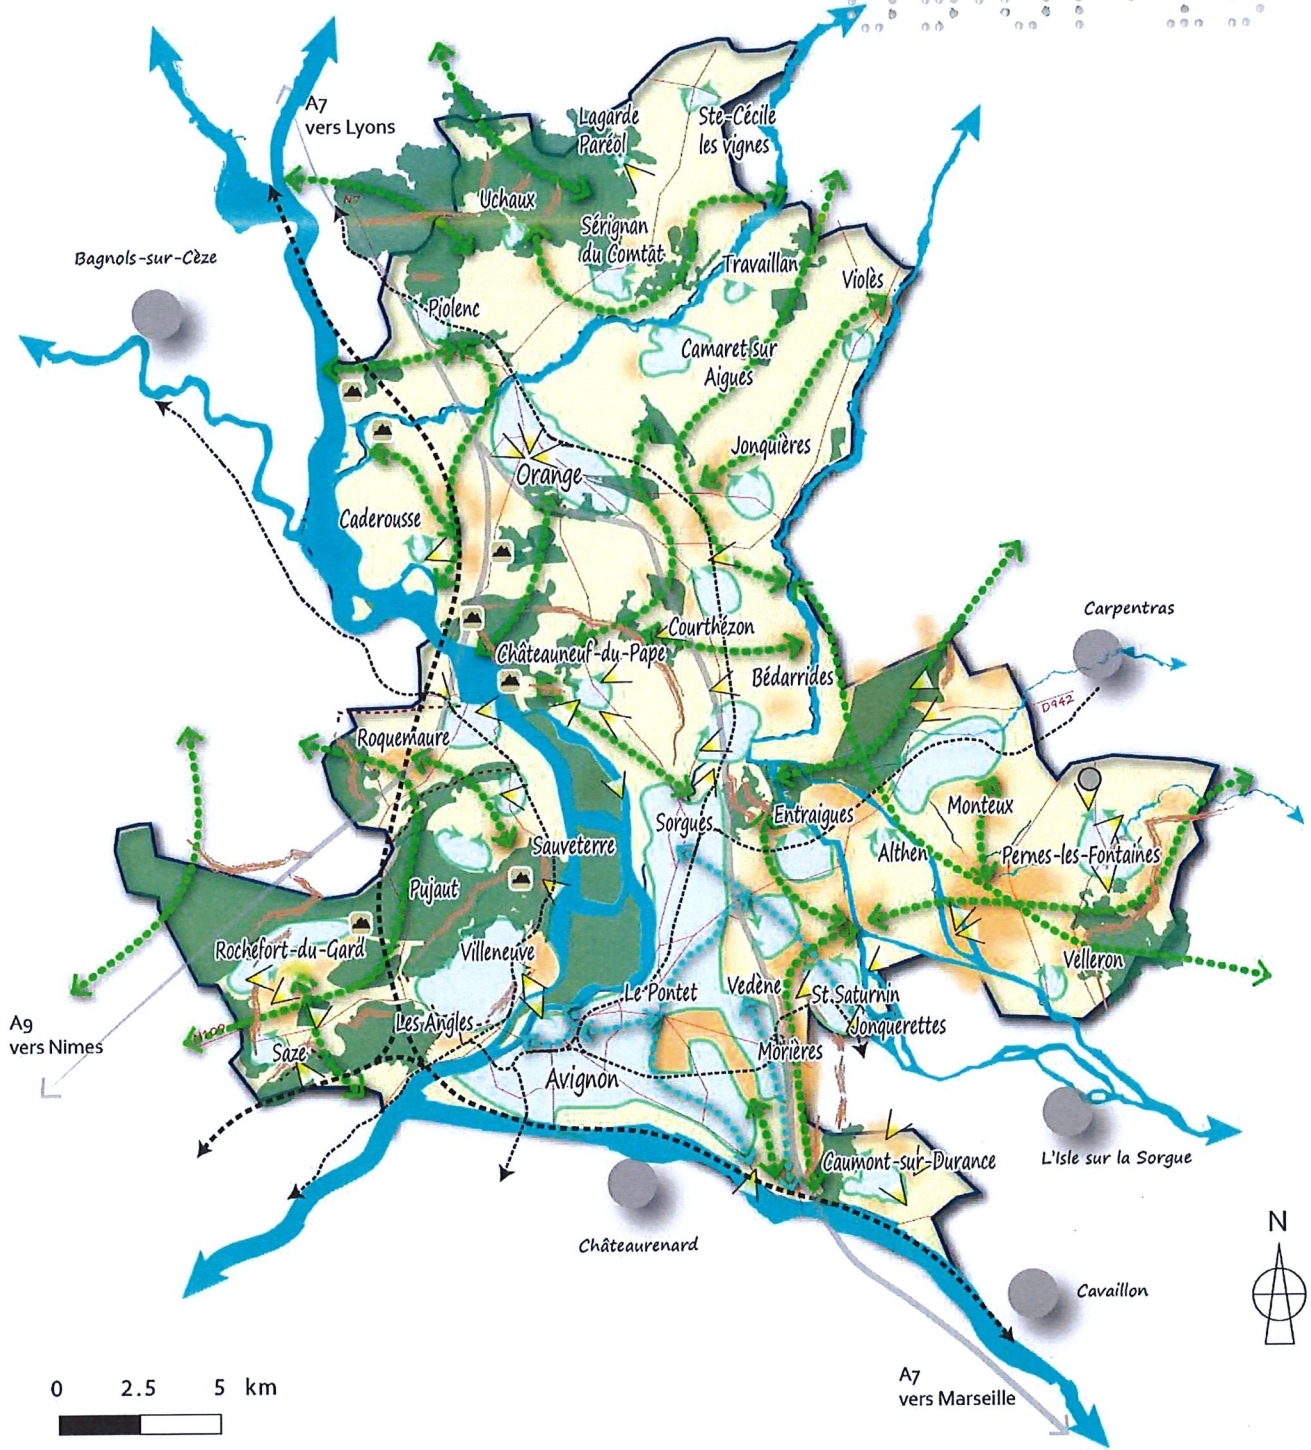 A7
vers Lyons
Lagarde
Paréol
Ste-Cécile
les vignes
N7
Uchaux
Sérignan
du Comtat
Travaillan
Violès
Bagnols-sur-Cèze
Piolenc
Camaret sur
Aigues
Jonquières
Orange
Caderousse
Courthézon
Carpentras
Châteauneuf-du-Pape
Bédarrides
D942
Roquemaure
Monteux
Entraigues
Sorgues
Sauveterre
Althen
Pernes-les-Fontaines
Pujaut
Rochefort-du-Gard
Villeneuve
Velleron
Vedène
Le Pontet
St Saturnin
A9
vers Nimes
Les Angles
Jonquerettes
Saze
Morières
Avignon
Caumont-sur-Durance
L'Isle sur la Sorgue
Châteaurenard
N
Cavaillon
A7
vers Marseille
0 2.5 5 km